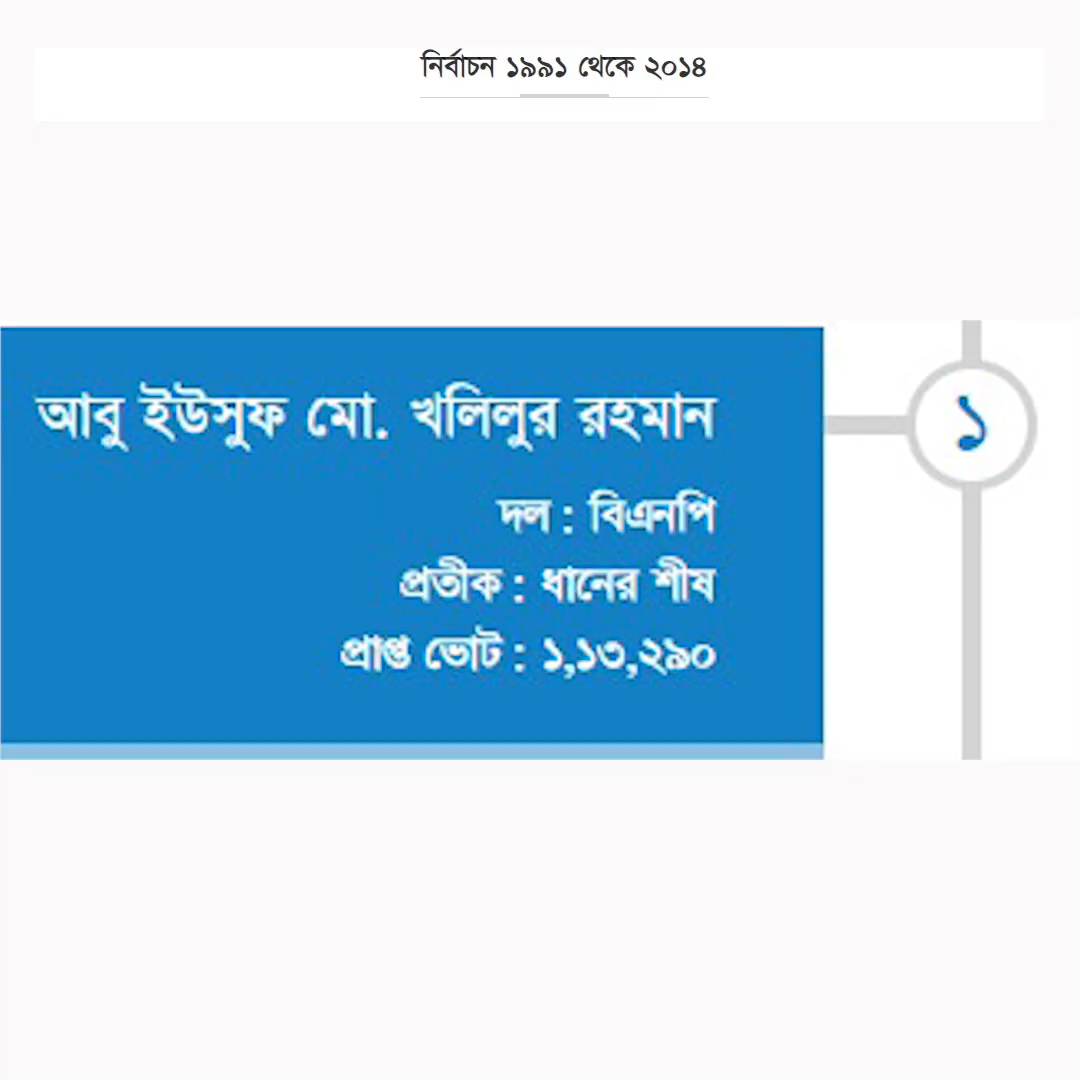 নির্বাচন ১৯৯১ থেকে ২০১৪
আবু ইউসুফ মো. খলিলুর রহমান
১
দল : বিএনপি
প্রতীক : ধানের শীষ
প্রাপ্ত ভোট : ১,১৩,২৯০